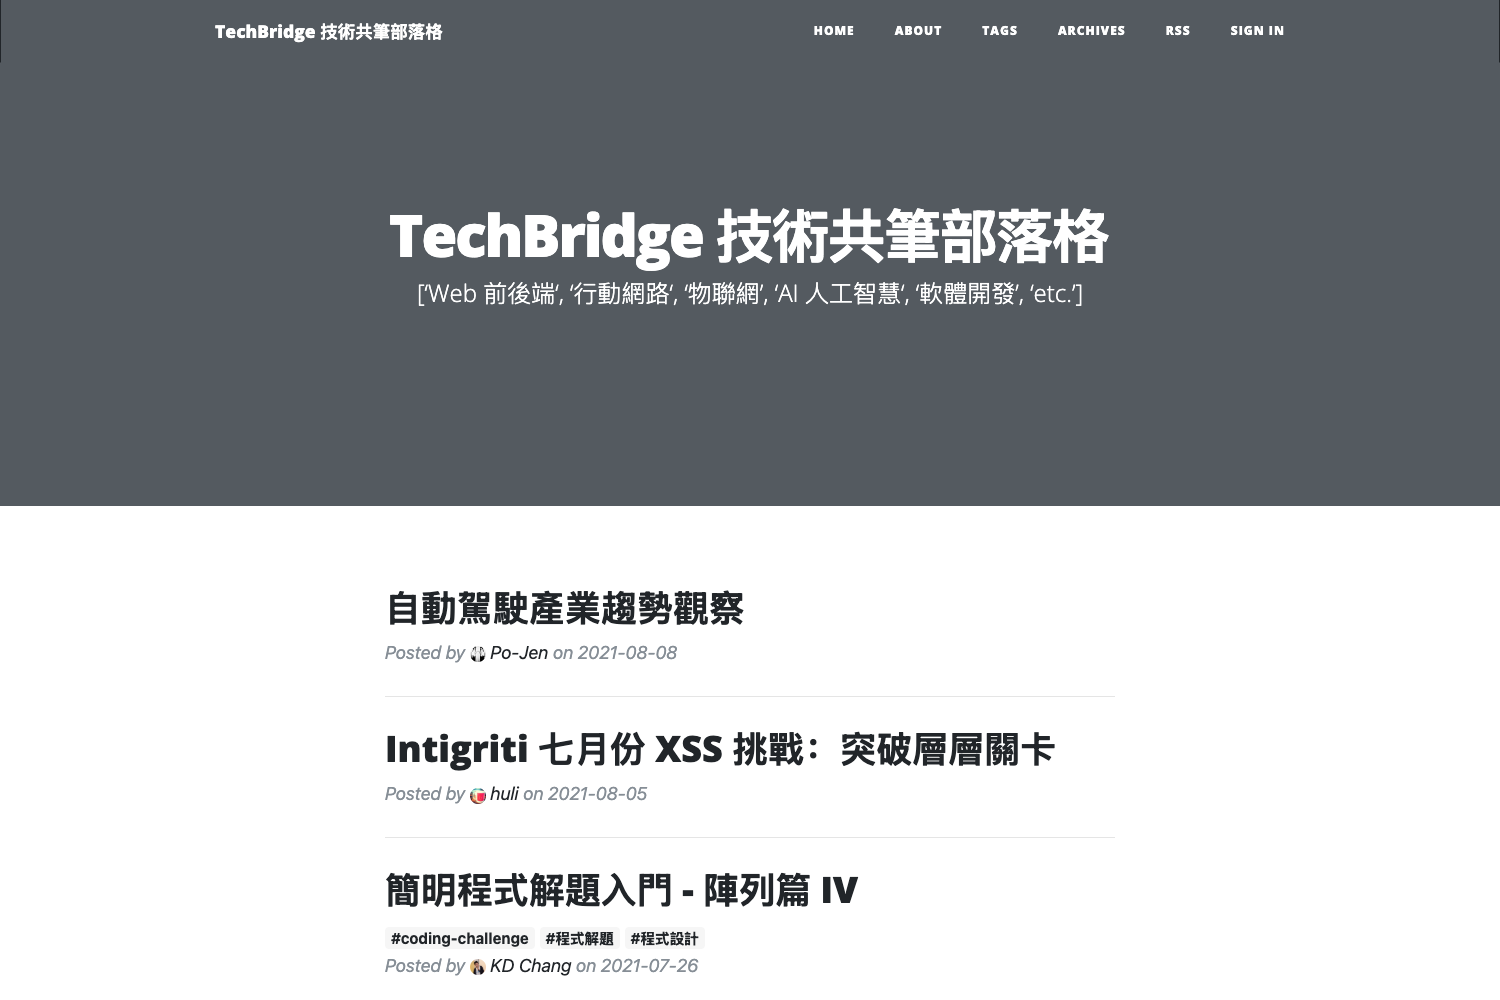 TechBridge 技術共筆部落格
HOME ABOUT TAGS ARCHIVES RSS SIGN IN
TechBridge 技術共筆部落格
[‘Web 前後端‘, ‘行動網路‘, ‘物聯網’, ‘AI 人工智慧‘, ‘軟體開發’, ‘etc.’]
自動駕駛產業趨勢觀察
Posted by Po-Jen on 2021-08-08
Intigriti 七月份 XSS 挑戰：突破層層關卡
Posted by huli on 2021-08-05
簡明程式解題入門 - 陣列篇 IV
#coding-challenge #程式解題 #程式設計
Posted by KD Chang on 2021-07-26